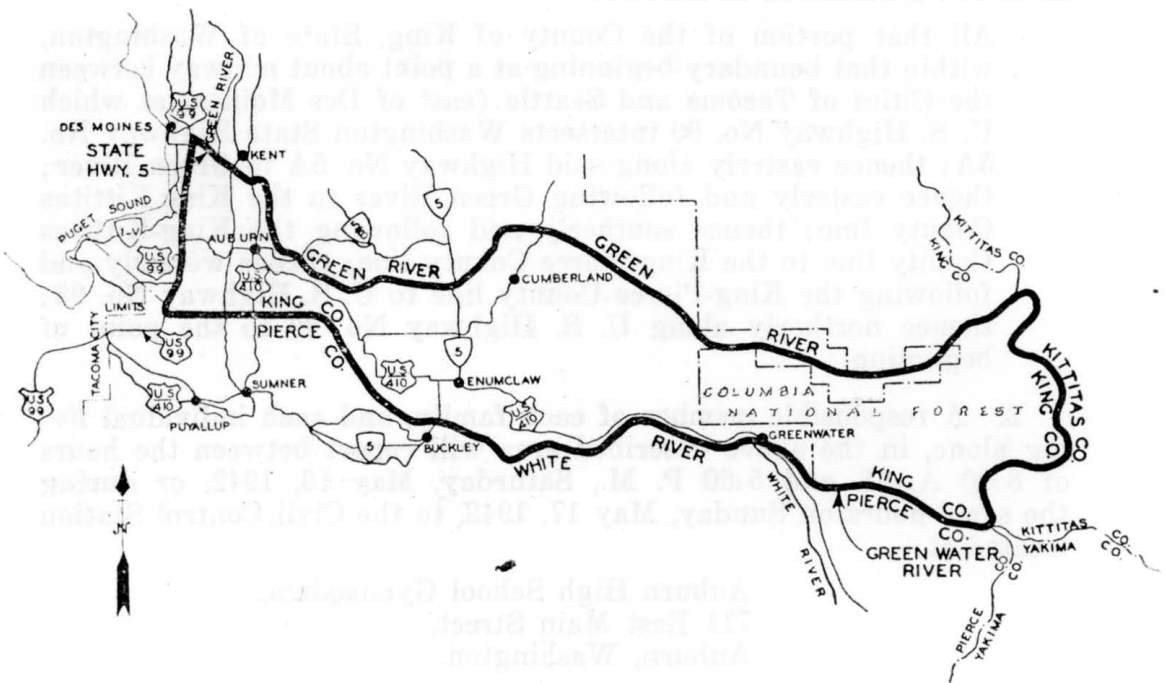 U.S. 99
GREEN RIVER
DES MOINES
STATE
HWY. 5-
KENT
PUGET SOUND
1-V
U.S. 99
AUBURN
U.S. 410
GREEN RIVER
5
5
GREEN
RIVER
KITTITAS CO.
KING CO.
TACOMA CITY LIMITS
KING CO.
PIERCE CO.
U.S. 99
U.S. 99
U.S. 410
PUYALLUP
SUMNER
U.S. 410
5
ENUMCLAW
U.S. 410
5
BUCKLEY
WHITE RIVER
COLUMBIA
GREENWATER
WHITE RIVER
KITTITAS CO.
KING CO.
KING CO.
PIERCE CO.
GREEN WATER
RIVER
KITTITAS CO.
YAKIMA CO.
PIERCE CO.
YAKIMA CO.
All that portion of the County of King, State of Washington,
within that boundary beginning at a point about midway between
the Cities of Tacoma and Seattle (east of Des Moines) at which
U. S. Highway No. 99 intersects Washington State Highway No.
5A; thence easterly along said Highway No. 5A to Green River;
thence easterly and following Green River to the King-Kittitas
County line; thence southerly and following the King-Kittitas
County line to the King-Pierce County line; thence westerly and
following the King-Pierce County line to U. S. Highway No. 99;
thence northerly along U. S. Highway No. 99 to the point of
beginning.
2. A responsible member of each family, and each individual liv-
ing alone, in the above described area will report between the hours
of 8:00 A. M. and 5:00 P. M., Saturday, May 16, 1942, or during
the same hours on Sunday, May 17, 1942, to the Civil Control Station
Auburn High School Gymnasium,
711 East Main Street,
Auburn, Washington.